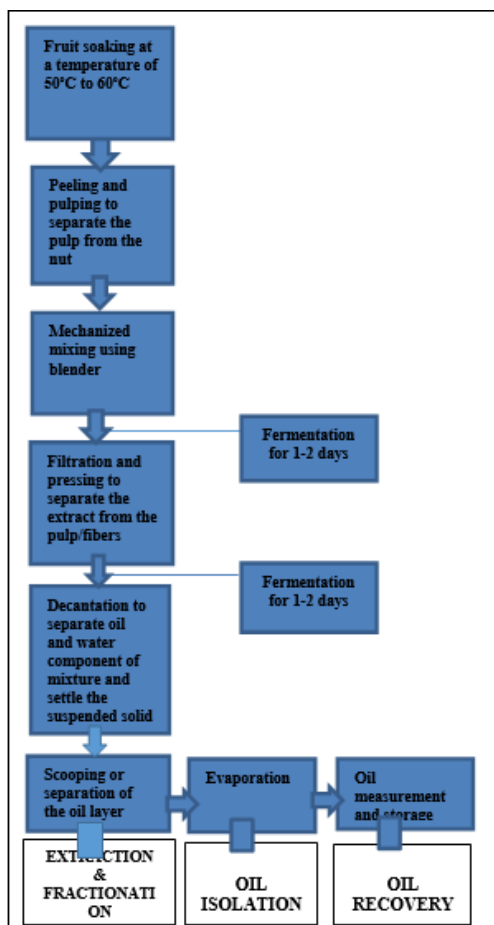 Fruit soaking at
a temperature of
50°C to 60°C
Peeling and
pulping to
separate the
pulp from the
nut
Mechanized
mixing using
blender
Fermentation
for 1-2 days
Filtration and
pressing to
separate the
extract from the
pulp/fibers
Fermentation
for 1-2 days
Decantation to
separate oil
and water
component of
mixture and
settle the
suspended solid
Scooping or
separation of
the oil layer
Evaporation
Oil
measurement
and storage
EXTRACTION
&
FRACTIONATI
ON
OIL
ISOLATION
OIL
RECOVERY